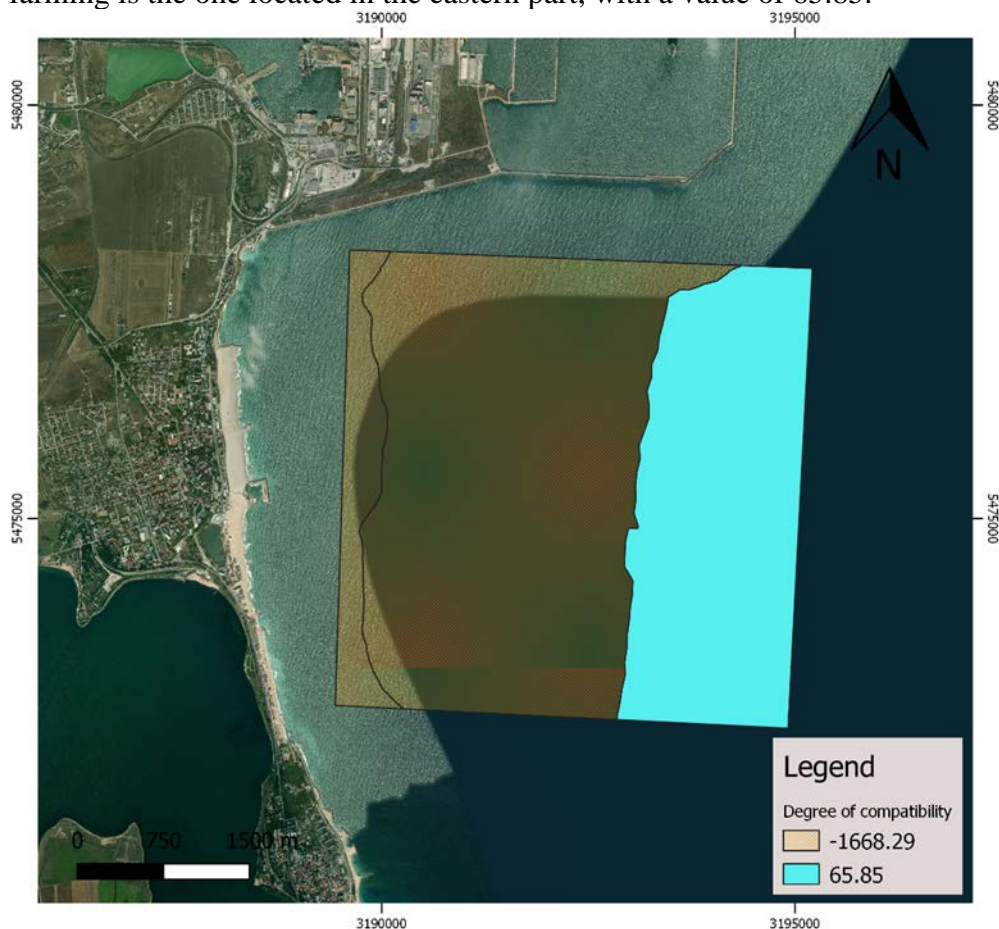 farming is the one located in the eastern part, with a value of 65.85.
3190000 3195000
5480000 5480000
N
5475000 5475000
Legend
Degree of compatibility
-1668.29
65.85
0 750 1500 m
3190000 3195000